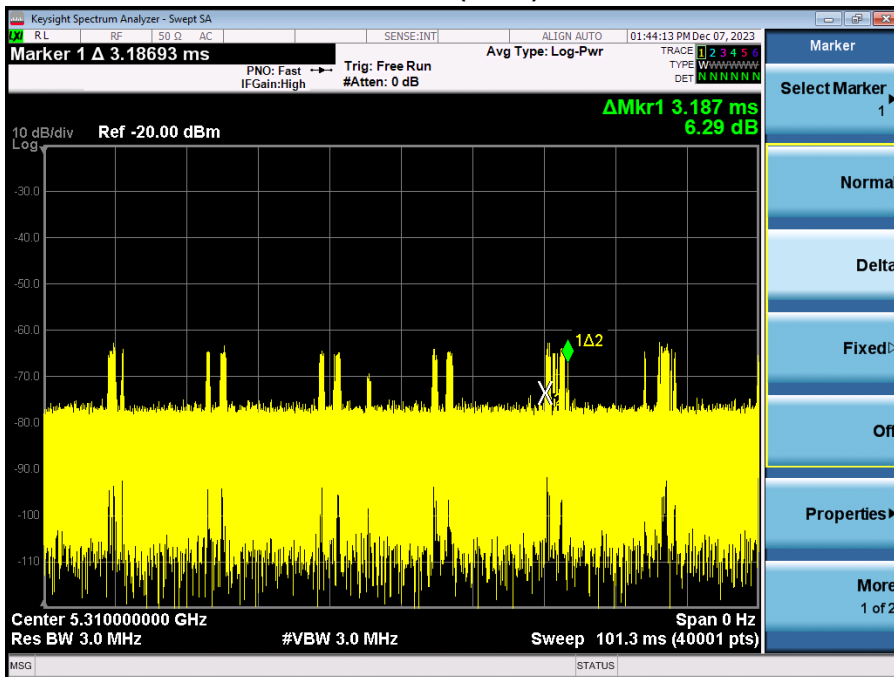 Keysight Spectrum Analyzer - Swept SA
LXI RL RF 50 Ω AC SENSE:INT ALIGN AUTO 01:44:13 PM Dec 07, 2023
Marker 1 Δ 3.18693 ms
PNO: Fast
IFGain:High
Trig: Free Run
#Atten: 0 dB
Avg Type: Log-Pwr
TRACE 1 2 3 4 5 6
TYPE WWWWWW
DET N N N N N N
ΔMkr1 3.187 ms
6.29 dB
10 dB/div Ref -20.00 dBm
Log
-30.0
-40.0
-50.0
-60.0
-70.0
-80.0
-90.0
-100
-110
1Δ2
Center 5.310000000 GHz Span 0 Hz
Res BW 3.0 MHz #VBW 3.0 MHz Sweep 101.3 ms (40001 pts)
MSG STATUS
Marker
Select Marker
1
Normal
Delta
Fixed
Off
Properties
More
1 of 2